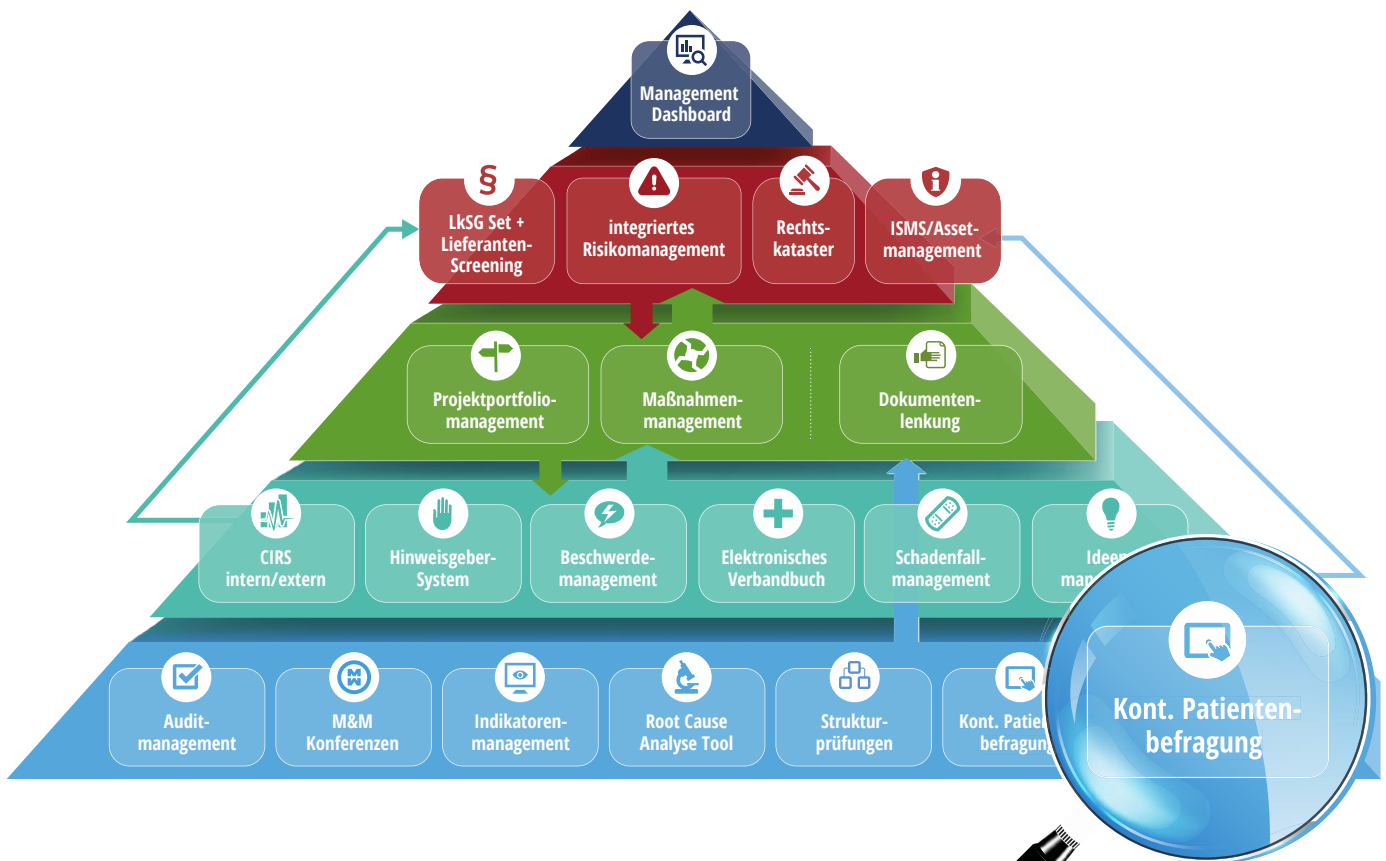 Management
Dashboard
§
LkSG Set +
Lieferanten-
Screening
integriertes
Risikomanagement
Rechts-
kataster
ISMS/Asset-
management
Projektportfolio-
management
Maßnahmen-
management
Dokumenten-
lenkung
CIRS
intern/extern
Hinweisgeber-
System
Beschwerde-
management
Elektronisches
Verbandbuch
Schadenfall-
management
Audit-
management
M&M
Konferenzen
Indikatoren-
management
Root Cause
Analyse Tool
Struktur-
prüfungen
Kont.
befragung
Kont. Patienten-
befragung